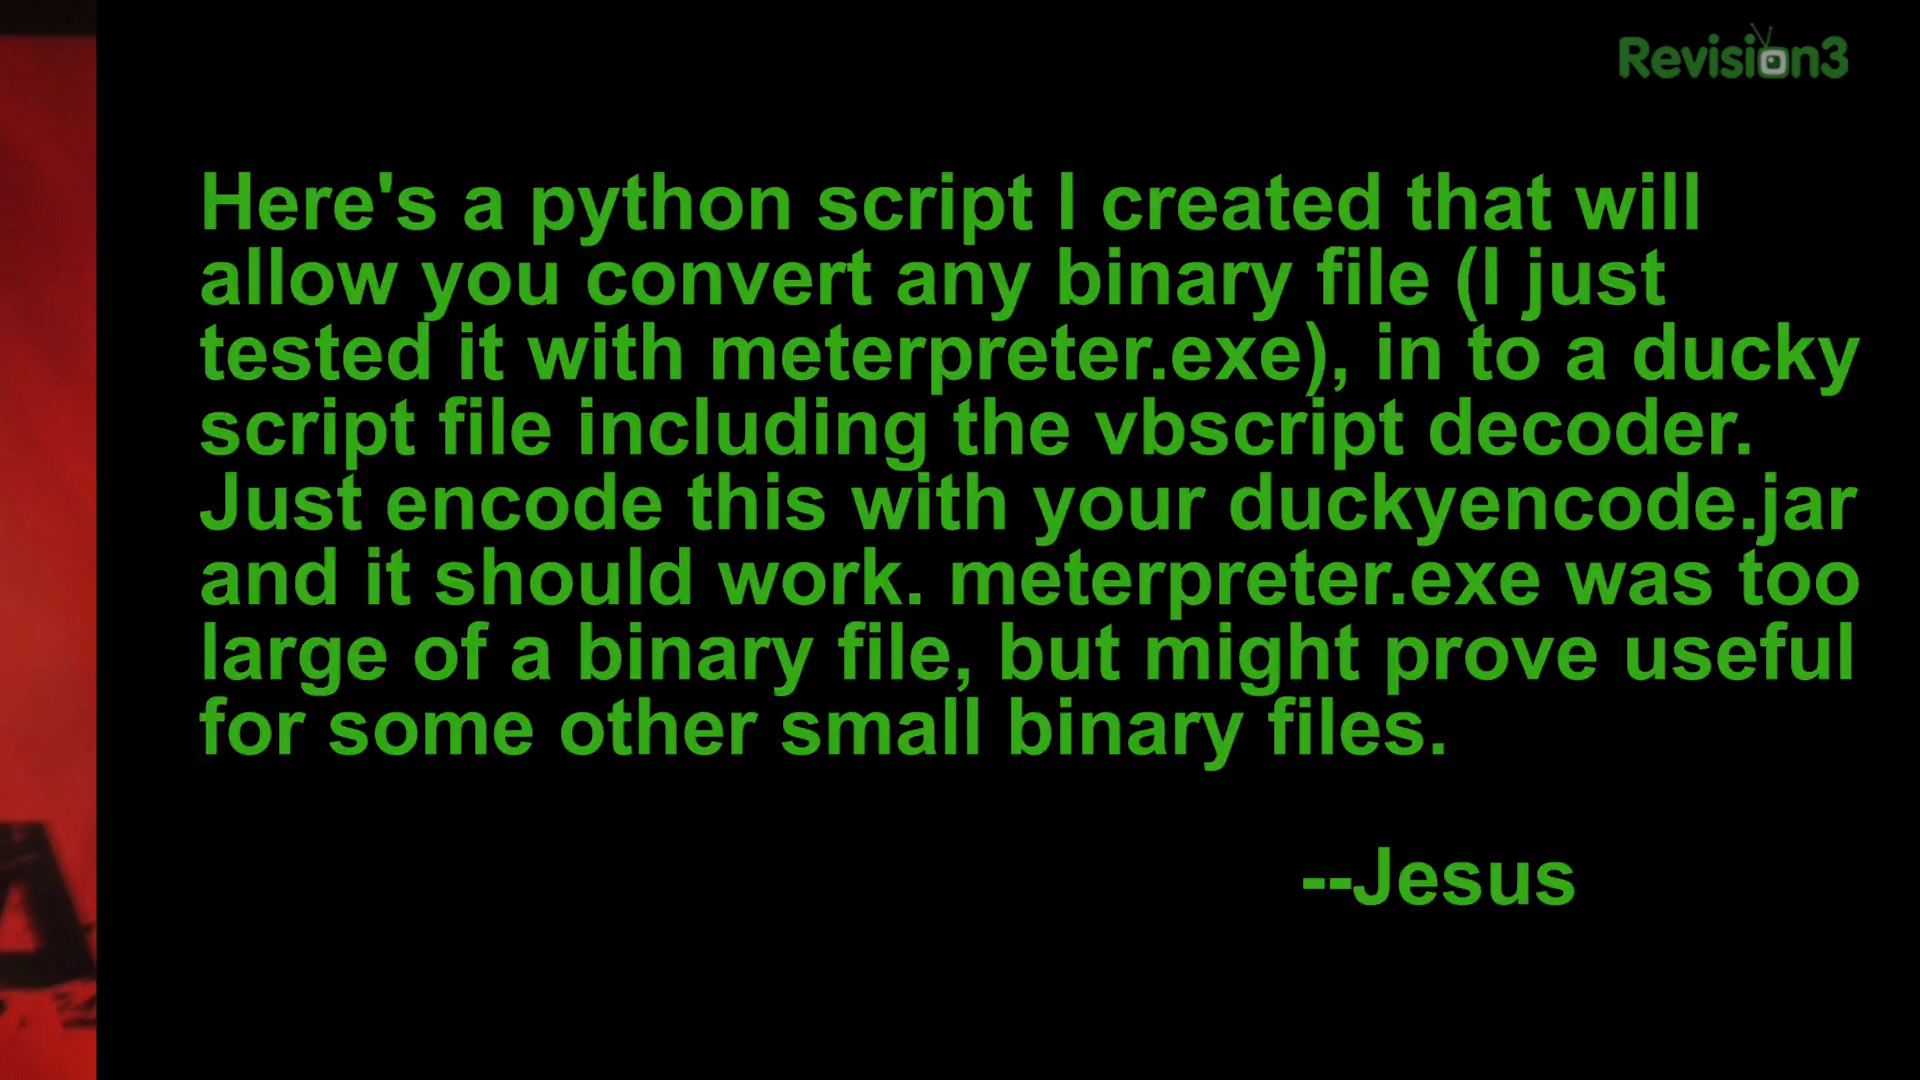 Revision3
Here's a python script I created that will
allow you convert any binary file (I just
tested it with meterpreter.exe), in to a ducky
script file including the vbscript decoder.
Just encode this with your duckyencode.jar
and it should work. meterpreter.exe was too
large of a binary file, but might prove useful
for some other small binary files.
--Jesus